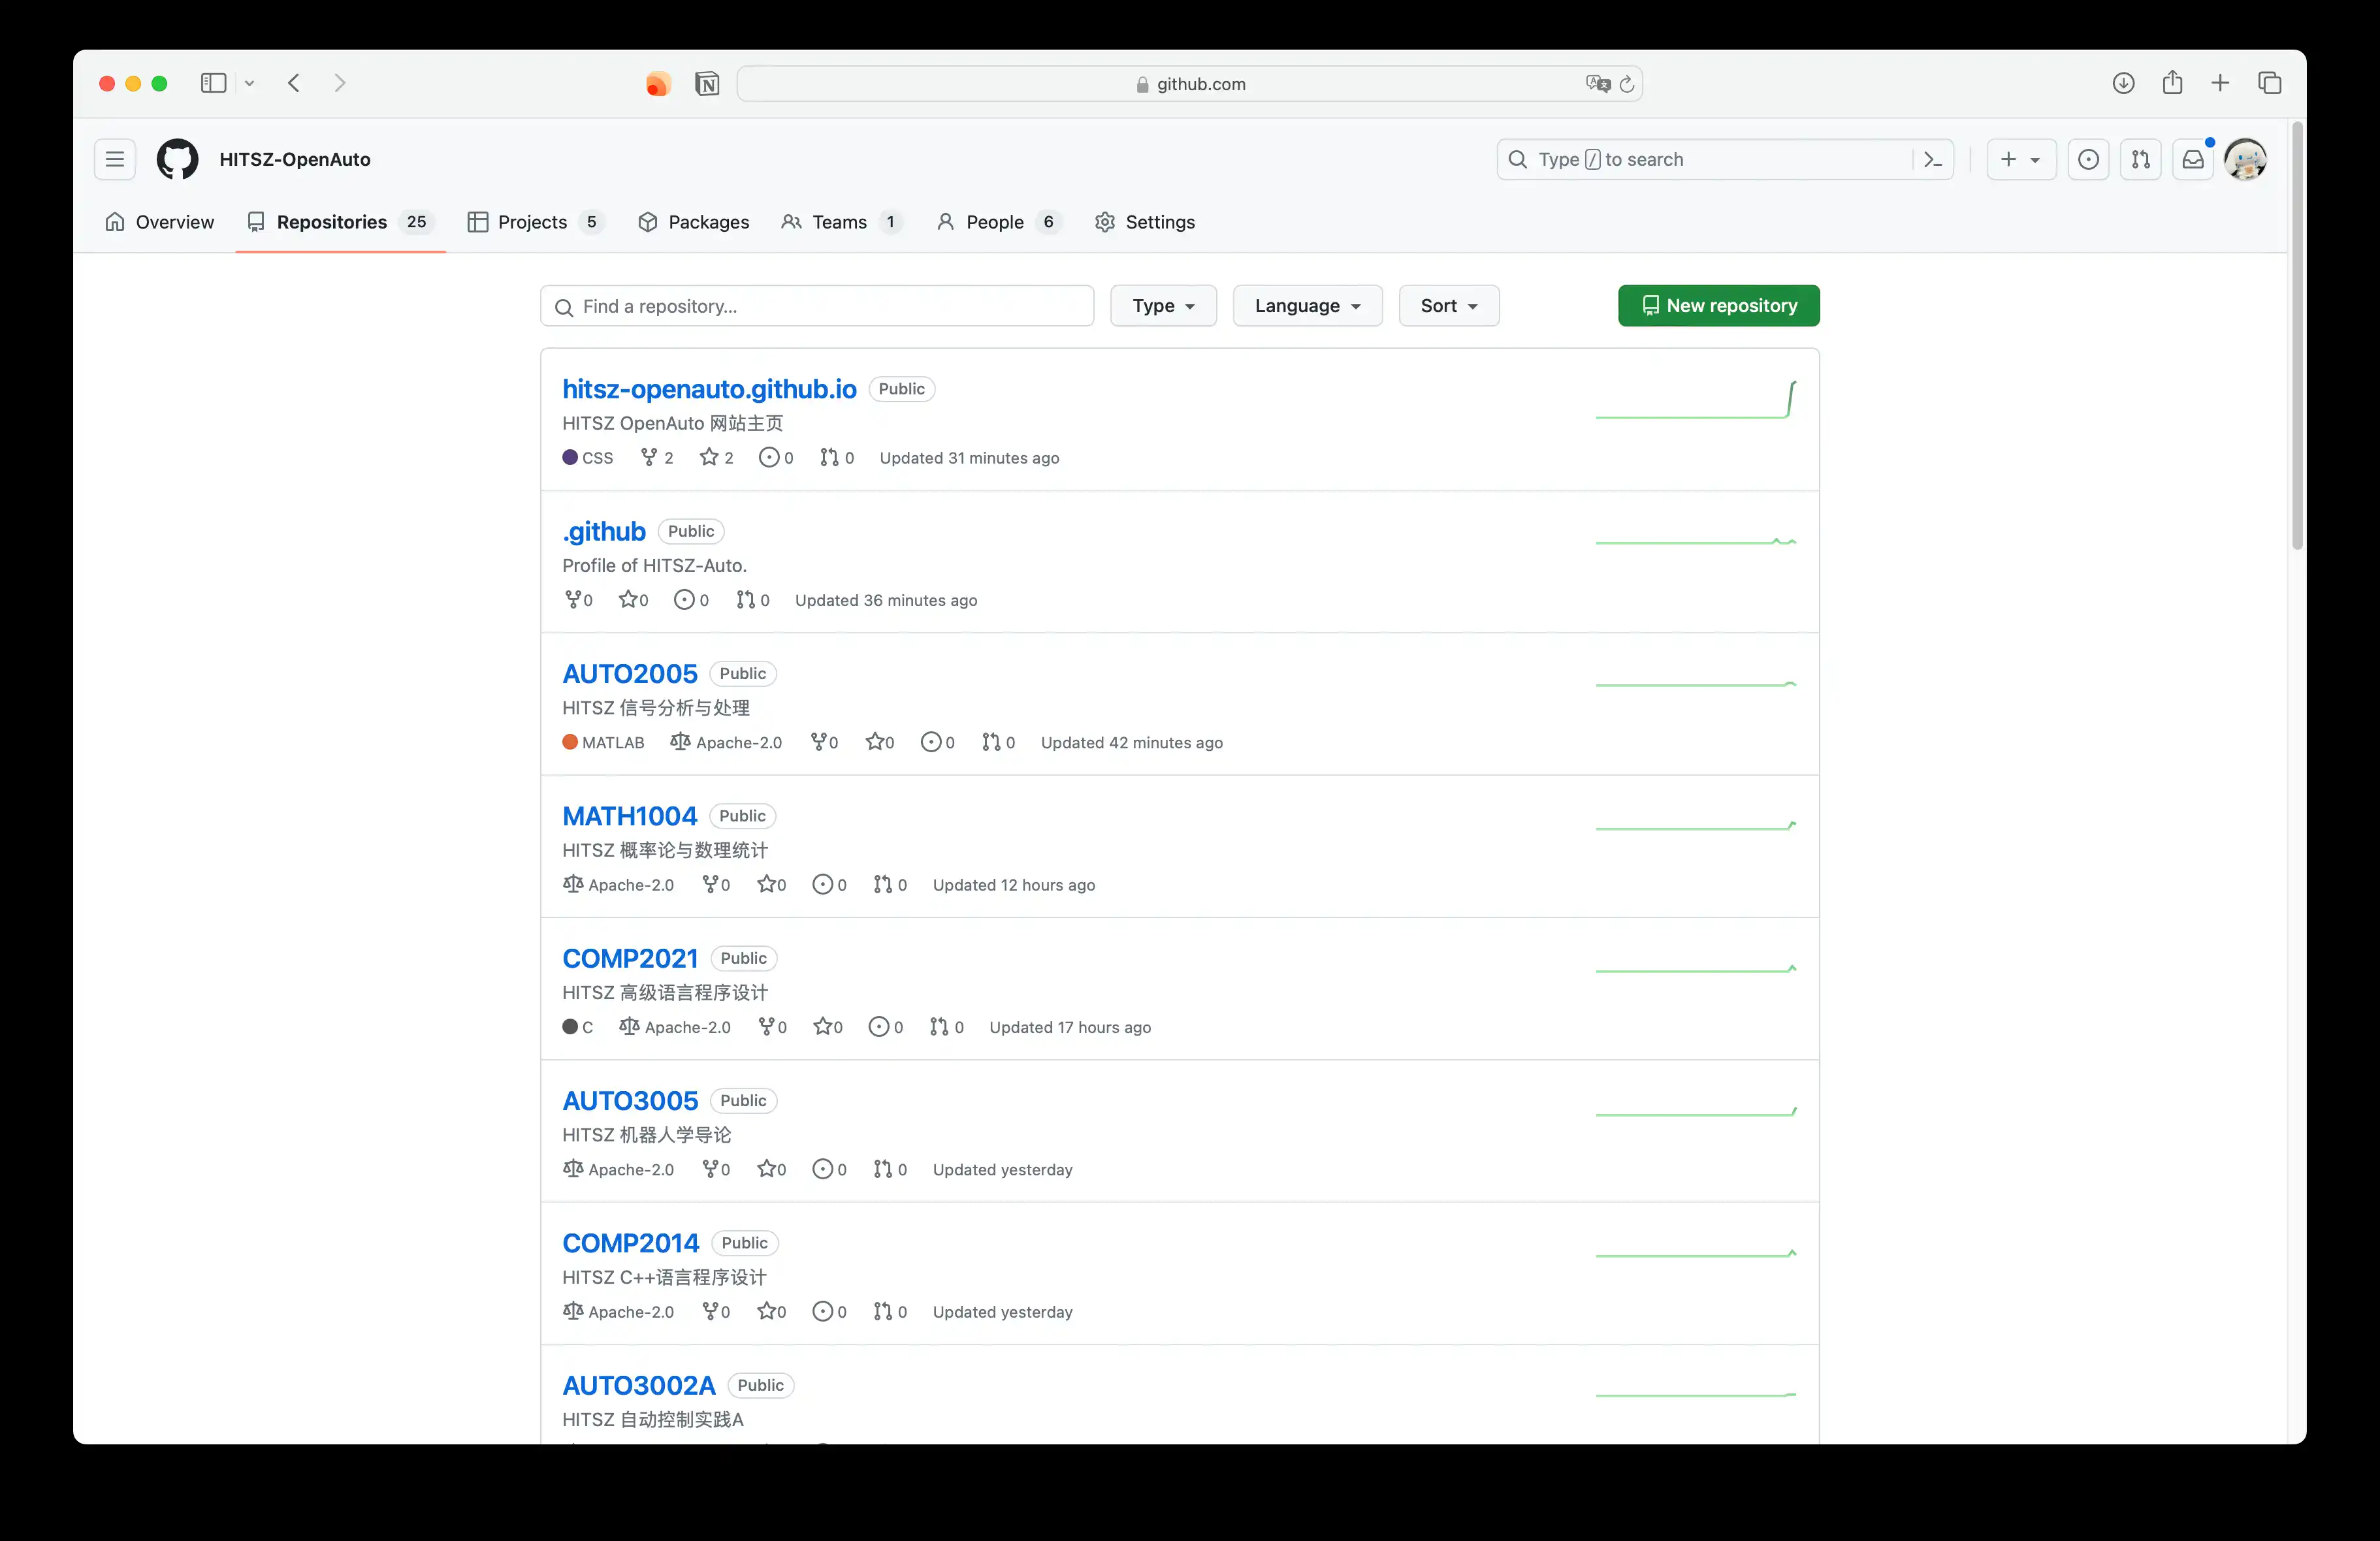 github.com
HITSZ-OpenAuto
Type / to search
Overview Repositories 25 Projects 5 Packages Teams 1 People 6 Settings
Find a repository... Type Language Sort New repository
hitsz-openauto.github.io Public
HITSZ OpenAuto 网站主页
CSS 2 2 0 0 Updated 31 minutes ago
.github Public
Profile of HITSZ-Auto.
0 0 0 0 Updated 36 minutes ago
AUTO2005 Public
HITSZ 信号分析与处理
MATLAB Apache-2.0 0 0 0 0 Updated 42 minutes ago
MATH1004 Public
HITSZ 概率论与数理统计
Apache-2.0 0 0 0 0 Updated 12 hours ago
COMP2021 Public
HITSZ 高级语言程序设计
C Apache-2.0 0 0 0 0 Updated 17 hours ago
AUTO3005 Public
HITSZ 机器人学导论
Apache-2.0 0 0 0 0 Updated yesterday
COMP2014 Public
HITSZ C++语言程序设计
Apache-2.0 0 0 0 0 Updated yesterday
AUTO3002A Public
HITSZ 自动控制实践A